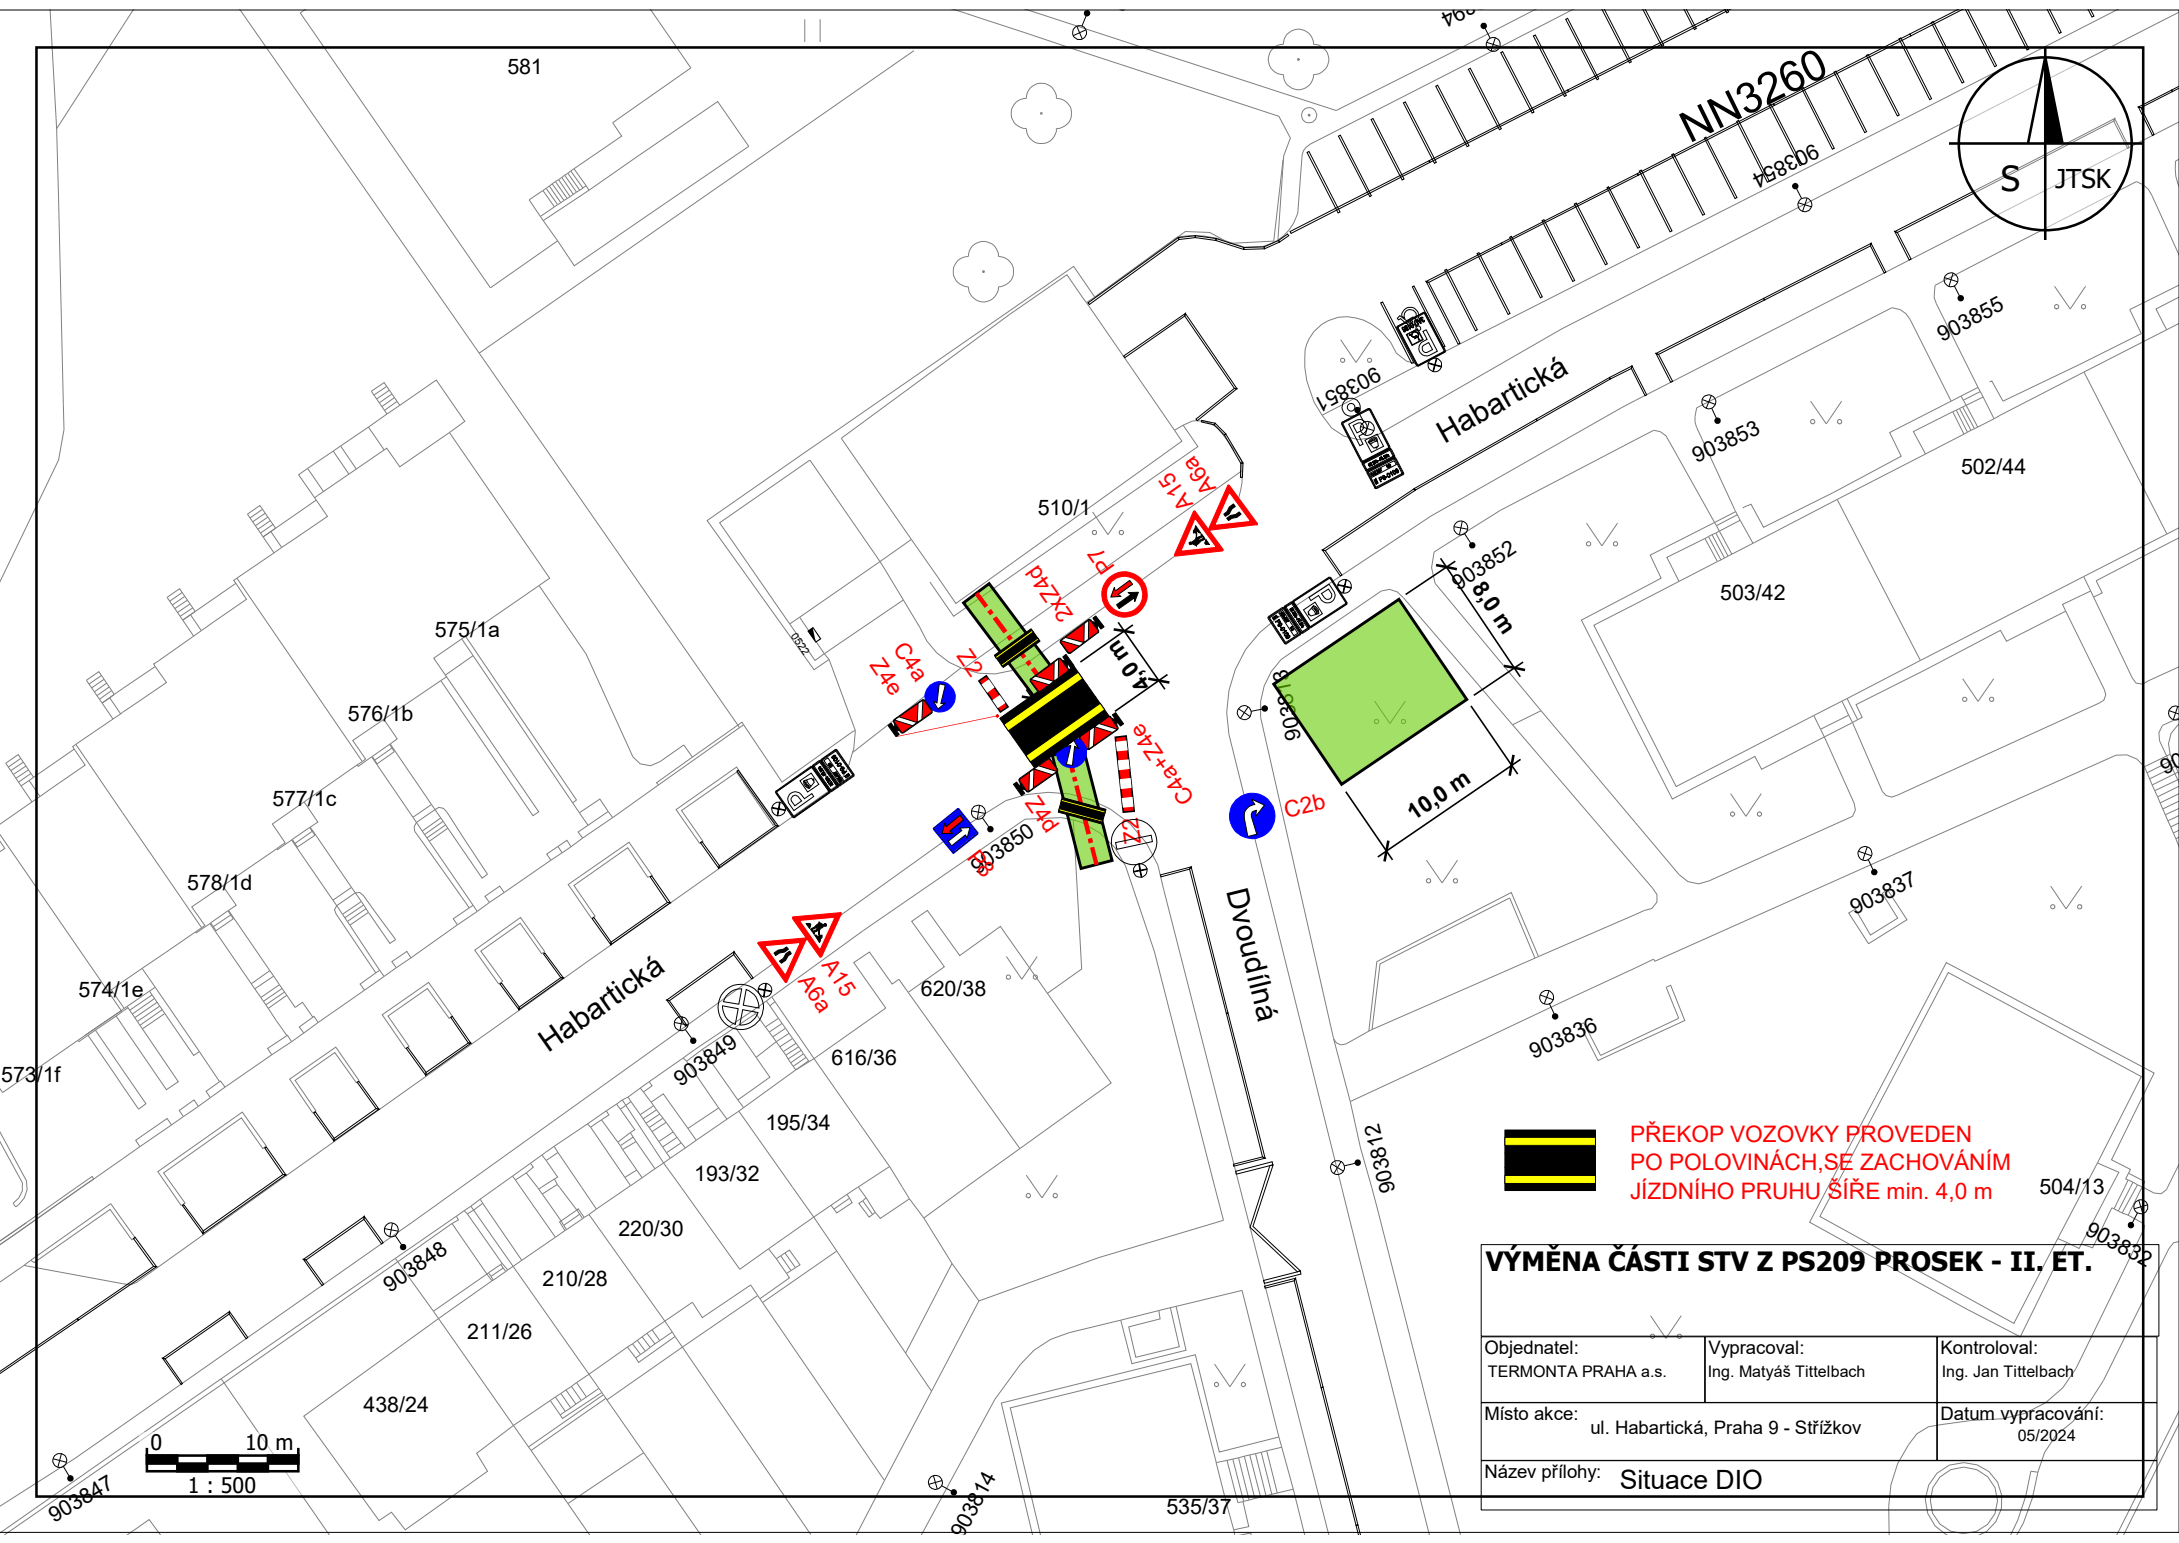 581
NN3260
903854
S
JTSK
903855
903851
Habartická
903853
502/44
A6a
A15
510/1
903852
503/42
8,0 m
P7
2xZ4d
4,0 m
0522
575/1a
C4a
Z4e
Z2
576/1b
C4a+Z4e
10,0 m
577/1c
C2b
Z4d
Z2
903850
P8
578/1d
903837
Dvoudílná
574/1e
Habartická
A15
A6a
620/38
903836
903849
616/36
573/1f
195/34
903812
193/32
PŘEKOP VOZOVKY PROVEDEN
PO POLOVINÁCH,SE ZACHOVÁNÍM
JÍZDNÍHO PRUHU ŠÍŘE min. 4,0 m
504/13
220/30
903832
903848
210/28
VÝMĚNA ČÁSTI STV Z PS209 PROSEK - II. ET.
211/26
Objednatel:
TERMONTA PRAHA a.s.
Vypracoval:
Ing. Matyáš Tittelbach
Kontroloval:
Ing. Jan Tittelbach
438/24
Místo akce:
ul. Habartická, Praha 9 - Střížkov
Datum vypracování:
05/2024
0 10 m
1 : 500
Název přílohy: Situace DIO
903847
903814
535/37